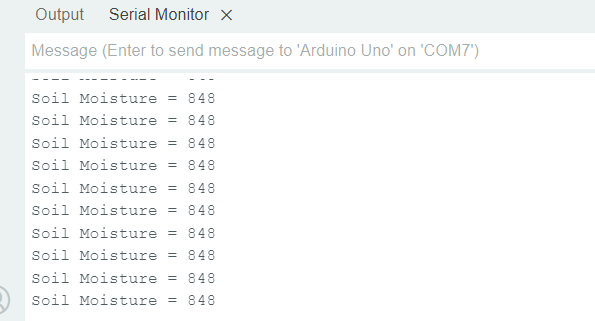 Output Serial Monitor ×
Message (Enter to send message to 'Arduino Uno' on 'COM7')
Soil Moisture = 848
Soil Moisture = 848
Soil Moisture = 848
Soil Moisture = 848
Soil Moisture = 848
Soil Moisture = 848
Soil Moisture = 848
Soil Moisture = 848
Soil Moisture = 848
Soil Moisture = 848